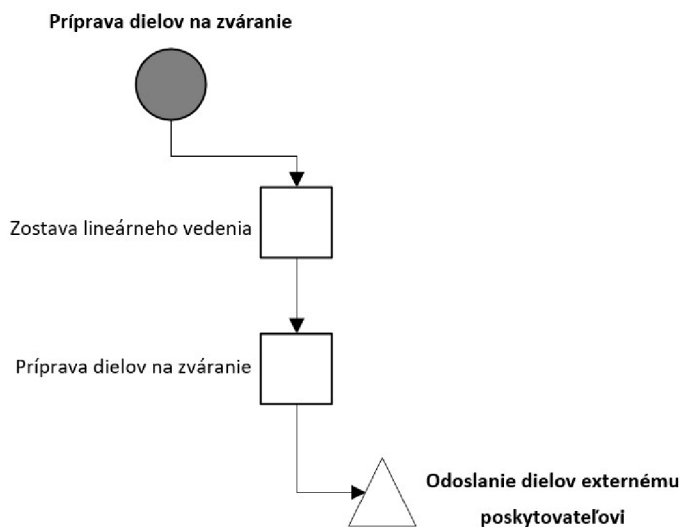 Príprava dielov na zváranie
Zostava lineárneho vedenia
Príprava dielov na zváranie
Odoslanie dielov externému
poskytovateľovi